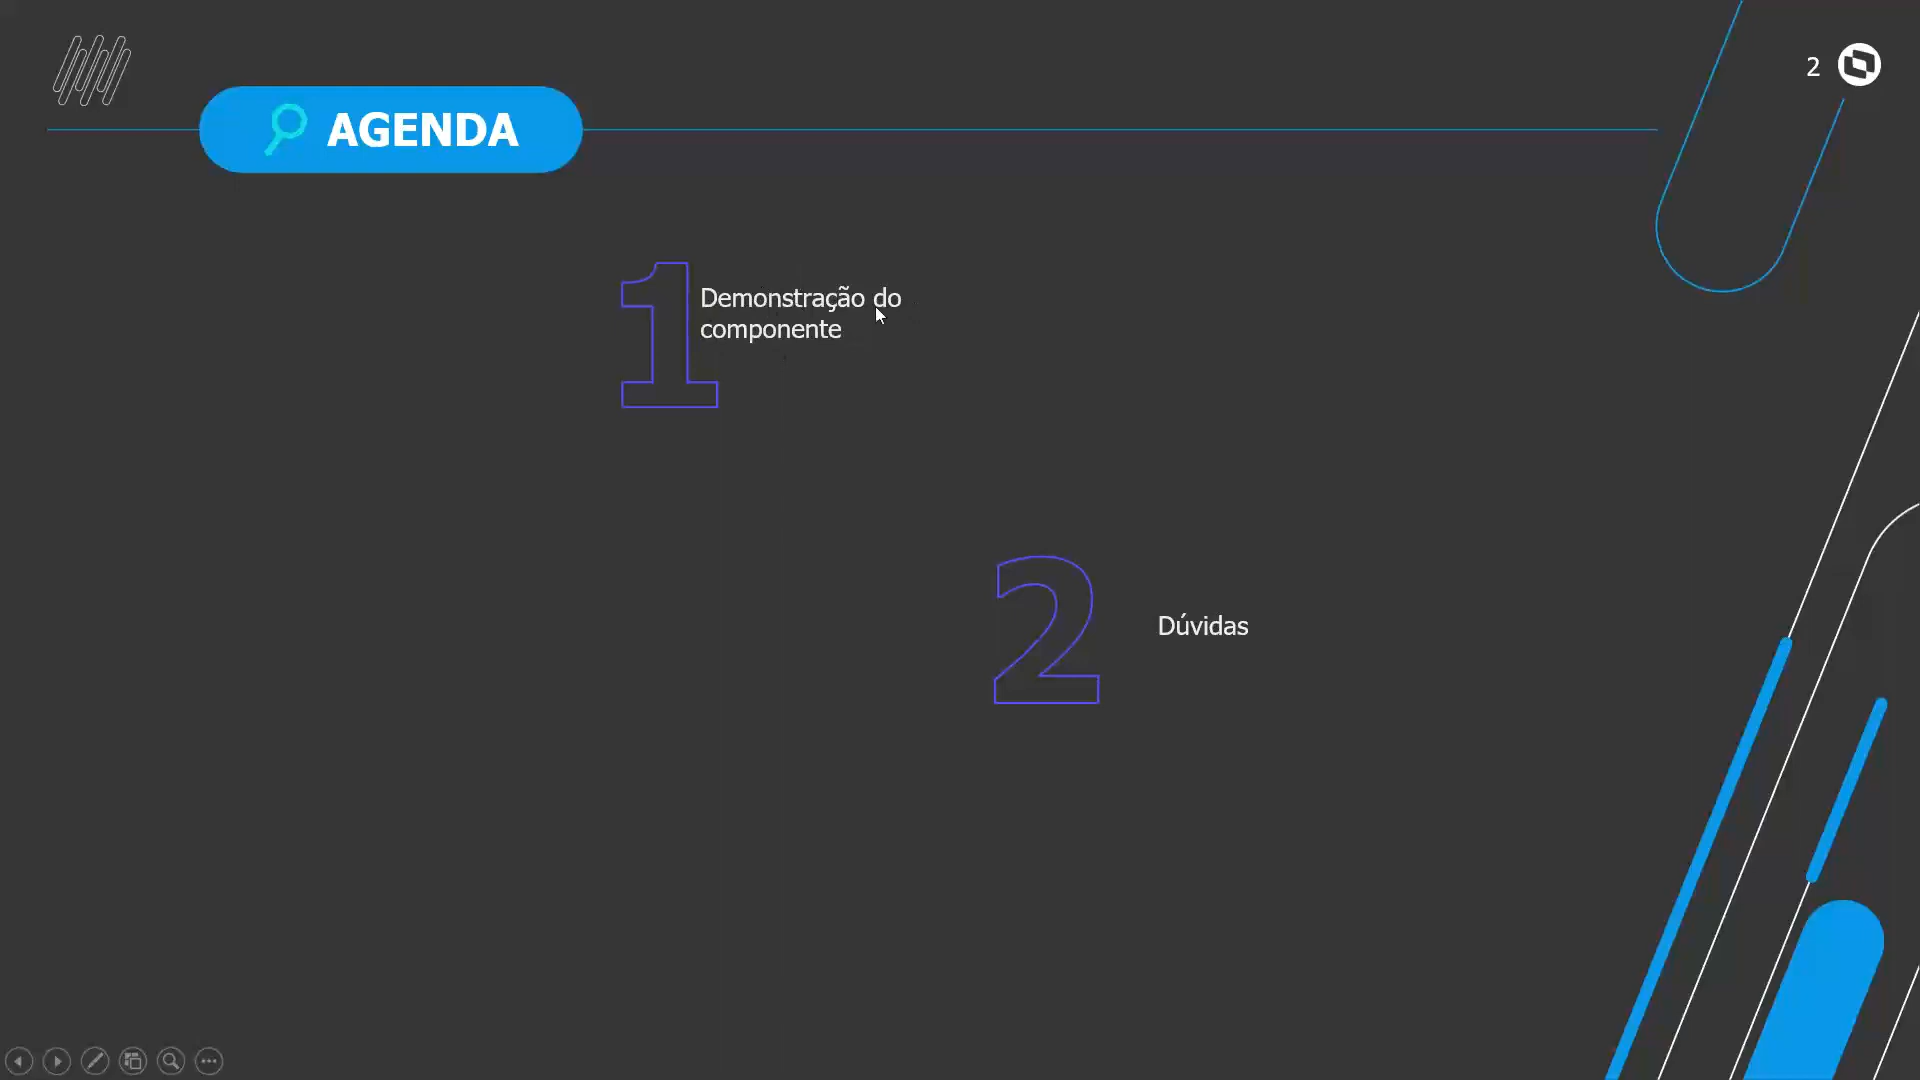 2
AGENDA
1
Demonstração do
componente
2
Dúvidas